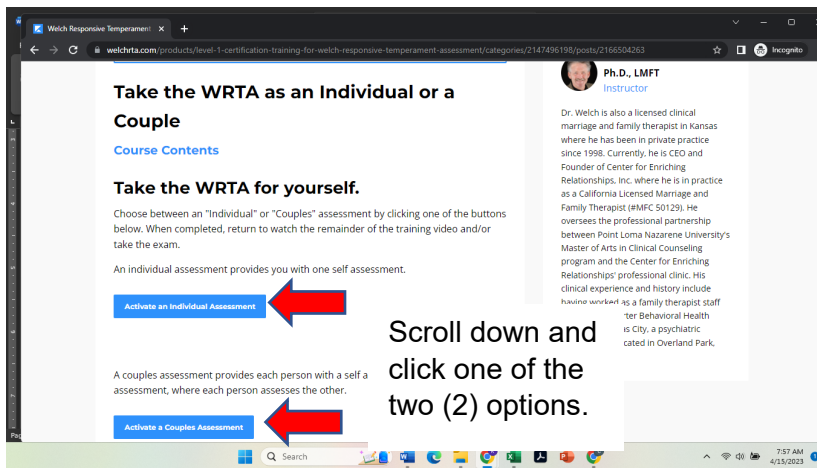 Welch Responsive Temperament
welchrta.com/products/level-1-certification-training-for-welch-responsive-temperament-assessment/categories/2147496198/posts/2166504263
Incognito
Take the WRTA as an Individual or a
Couple
Course Contents
Take the WRTA for yourself.
Choose between an "Individual" or "Couples" assessment by clicking one of the buttons
below. When completed, return to watch the remainder of the training video and/or
take the exam.
An individual assessment provides you with one self assessment.
Activate an Individual Assessment
A couples assessment provides each person with a self a
assessment, where each person assesses the other.
Activate a Couples Assessment
Ph.D., LMFT
Instructor
Dr. Welch is also a licensed clinical
marriage and family therapist in Kansas
where he has been in private practice
since 1998. Currently, he is CEO and
Founder of Center for Enriching
Relationships, Inc. where he is in practice
as a California Licensed Marriage and
Family Therapist (#MFC 50129). He
oversees the professional partnership
between Point Loma Nazarene University's
Master of Arts in Clinical Counseling
program and the Center for Enriching
Relationships' professional clinic. His
clinical experience and history include
having worked as a family therapist staff
rter Behavioral Health
s City, a psychiatric
cated in Overland Park,
Scroll down and
click one of the
two (2) options.
Pag
Search
7:57 AM
4/15/2023